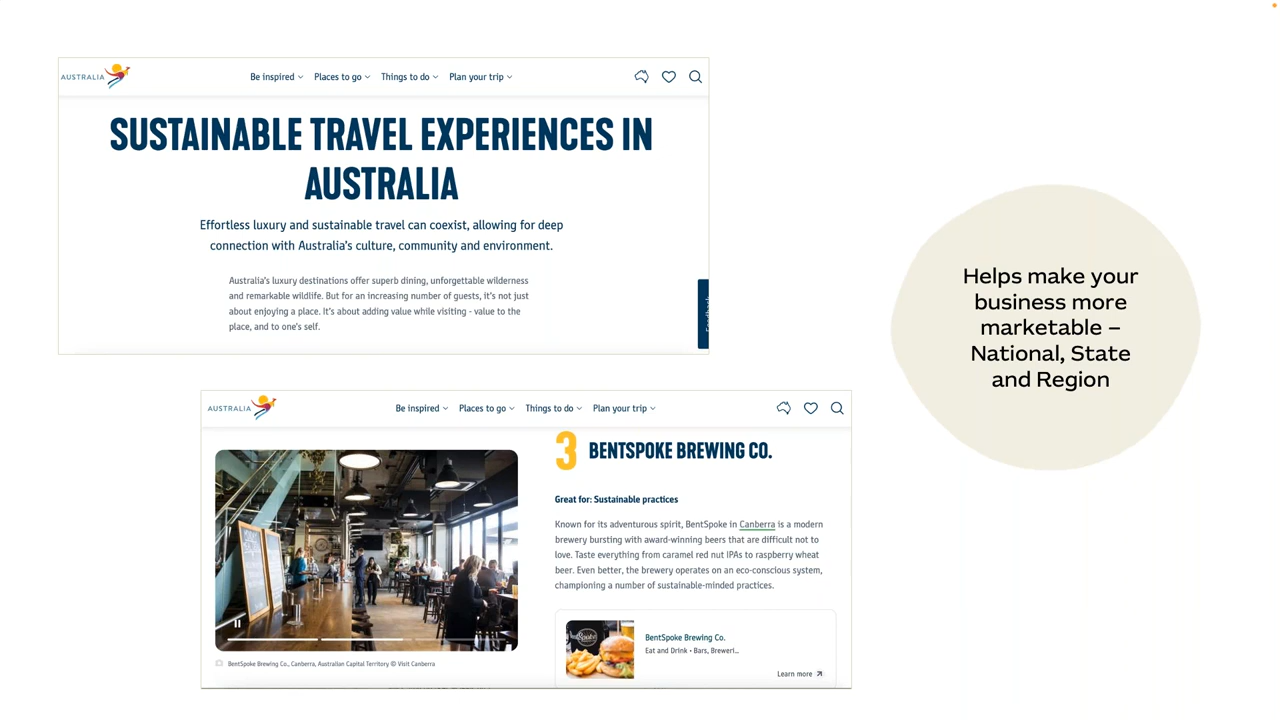 AUSTRALIA
Be inspired Places to go Things to do Plan your trip
SUSTAINABLE TRAVEL EXPERIENCES IN
AUSTRALIA
Effortless luxury and sustainable travel can coexist, allowing for deep
connection with Australia's culture, community and environment.
Australia's luxury destinations offer superb dining, unforgettable wilderness
and remarkable wildlife. But for an increasing number of guests, it's not just
about enjoying a place. It's about adding value while visiting - value to the
place, and to one's self.
Helps make your
business more
marketable –
National, State
and Region
AUSTRALIA
Be inspired Places to go Things to do Plan your trip
3 BENTSPOKE BREWING CO.
Great for: Sustainable practices
Known for its adventurous spirit, BentSpoke in Canberra is a modern
brewery bursting with award-winning beers that are difficult not to
love. Taste everything from caramel red nut IPAs to raspberry wheat
beer. Even better, the brewery operates on an eco-conscious system,
championing a number of sustainable-minded practices.
BentSpoke Brewing Co.
Eat and Drink • Bars, Breweri...
Learn more
BentSpoke Brewing Co., Canberra, Australian Capital Territory © Visit Canberra